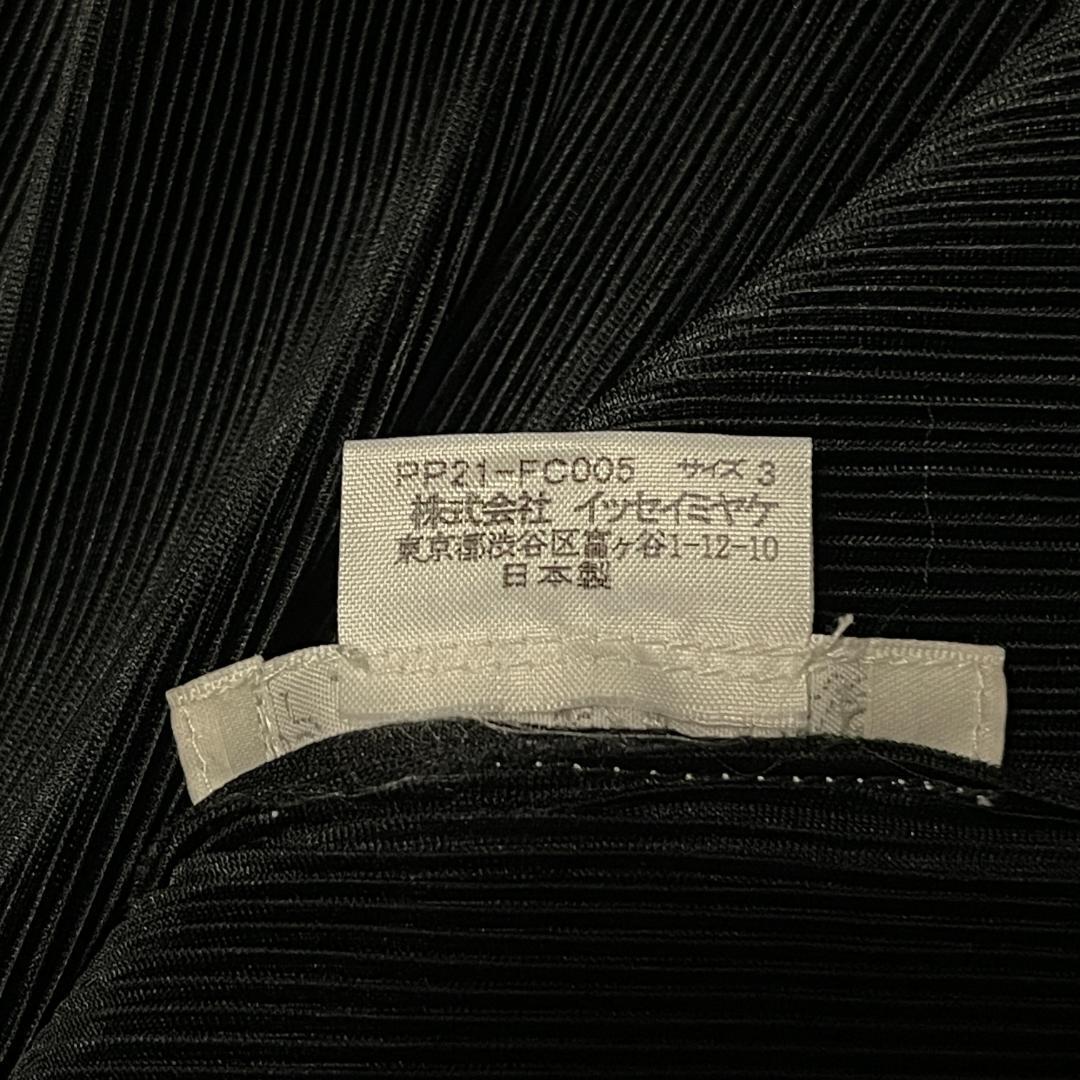 PP21-FC005 サイズ 3
株式会社 イッセイミヤケ
東京都渋谷区富ヶ谷1-12-10
日本製